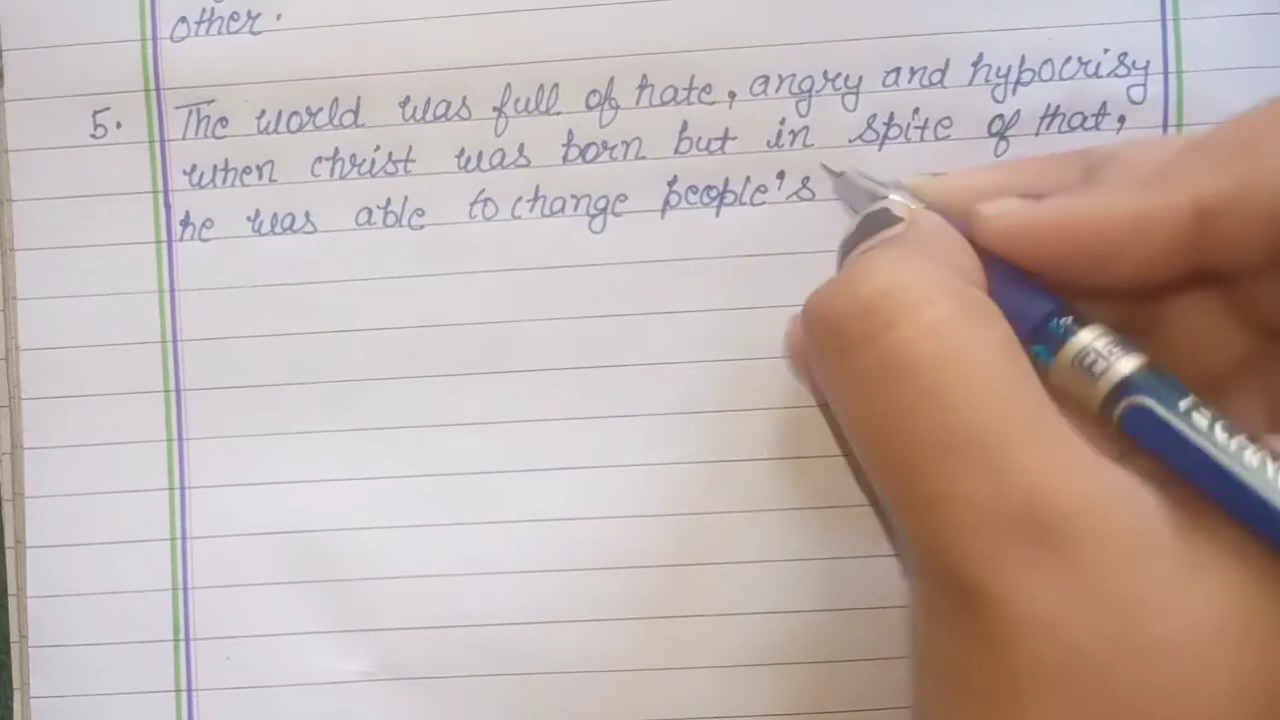 other.
5. The world was full of hate, angry and hypocrisy
when christ was born but in spite of that,
he was able to change people's